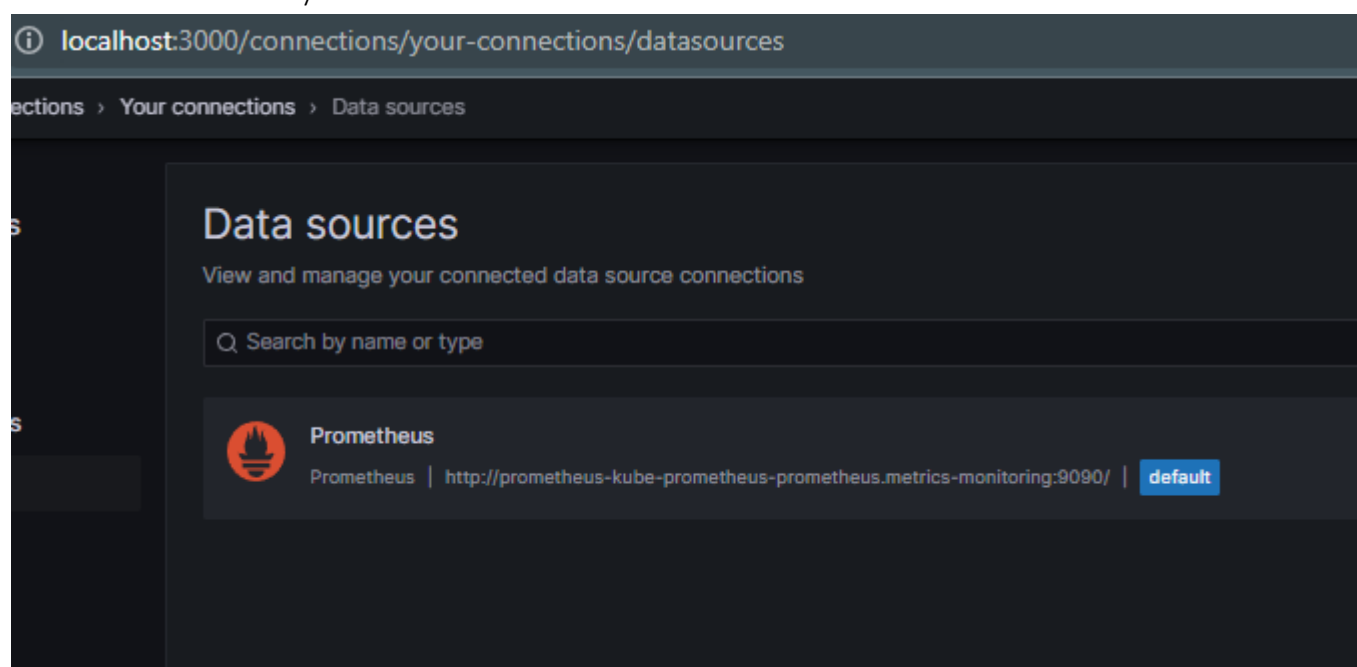 localhost:3000/connections/your-connections/datasources
ections › Your connections › Data sources
s
Data sources
View and manage your connected data source connections
Search by name or type
s
Prometheus
Prometheus | http://prometheus-kube-prometheus-prometheus.metrics-monitoring:9090/ | default